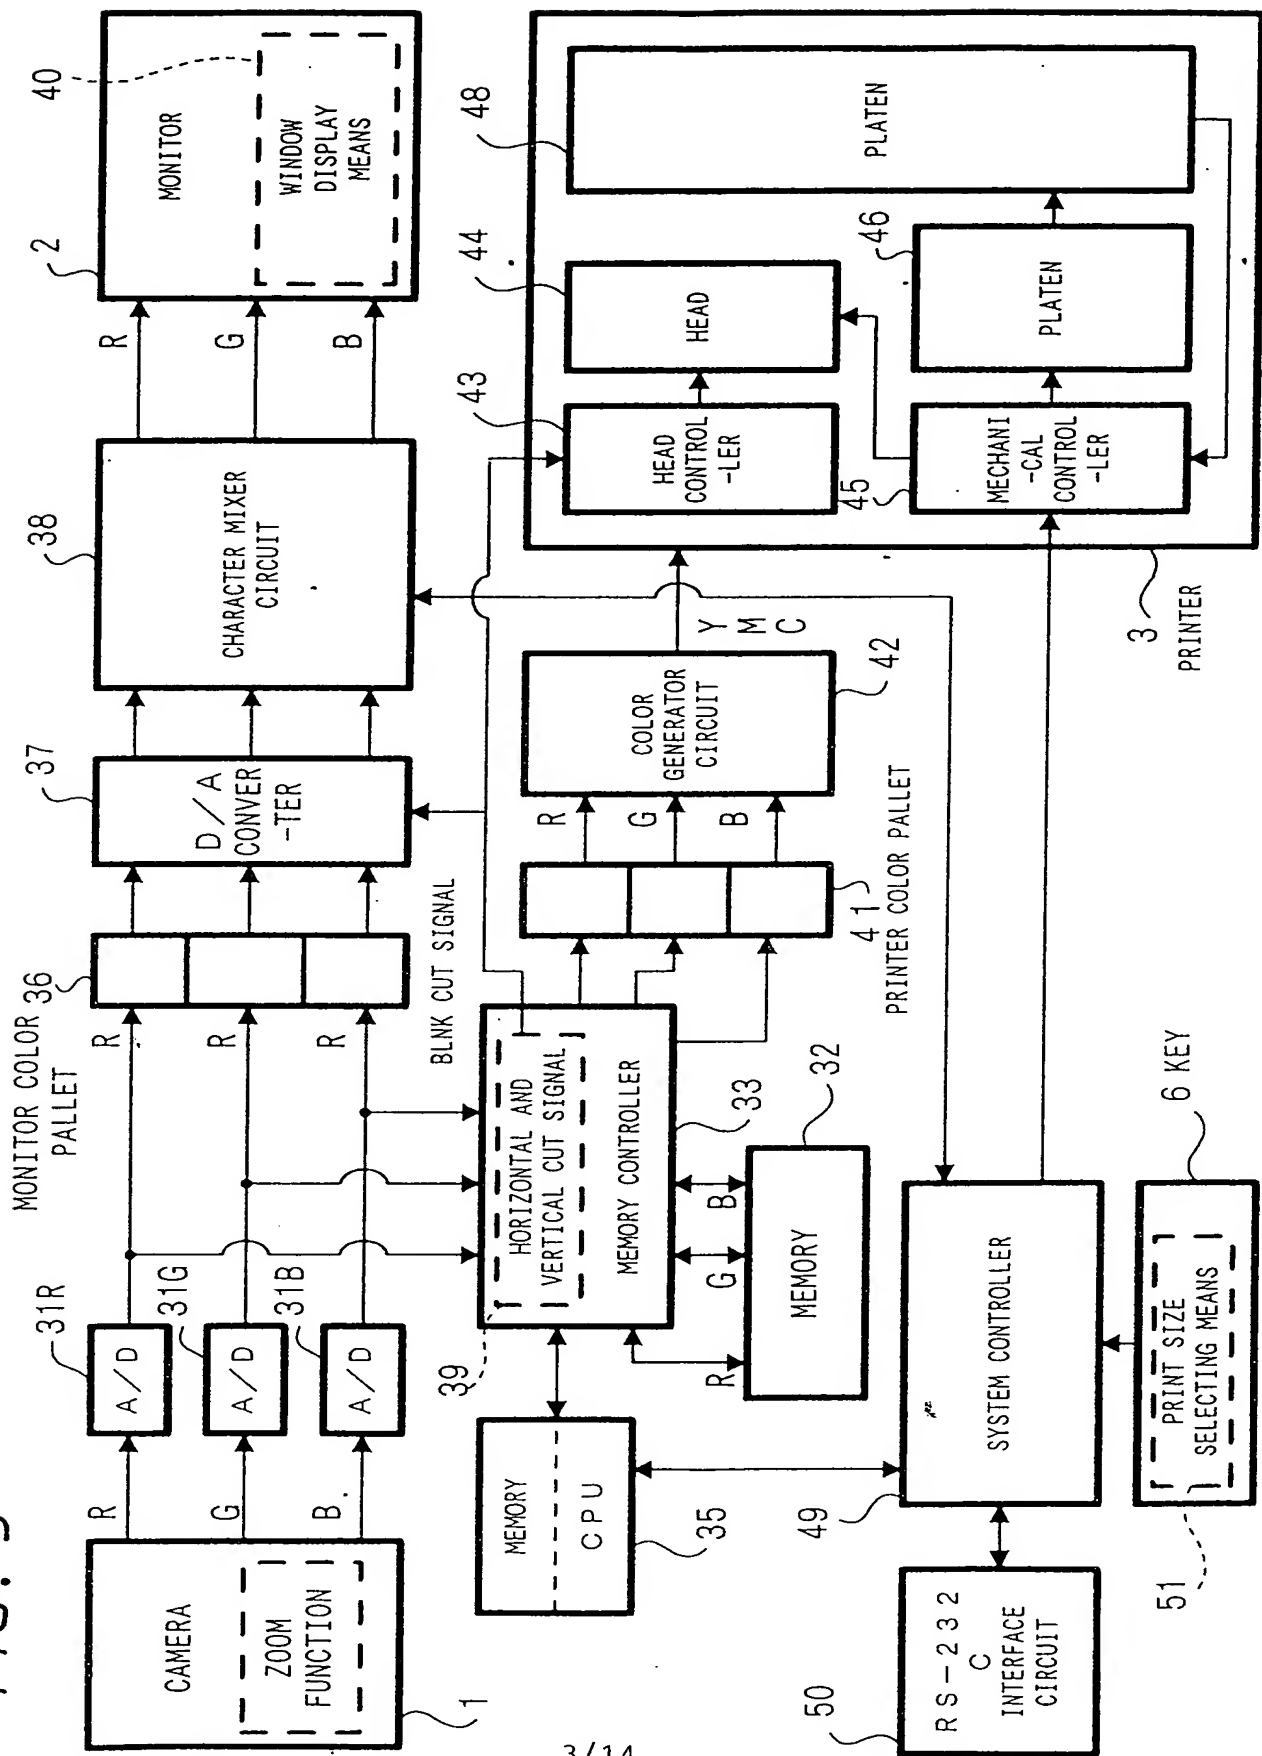 FIG. 3
CAMERA
ZOOM
FUNCTION
1
R
G
B
31R
A/D
31G
A/D
31B
A/D
MONITOR COLOR
PALLET
R
R
R
36
37
D/A
CONVER
-TER
38
CHARACTER MIXER
CIRCUIT
R
G
B
2
MONITOR
40
WINDOW
DISPLAY
MEANS
BLNK CUT SIGNAL
MEMORY
CPU
35
39
HORIZONTAL AND
VERTICAL CUT SIGNAL
MEMORY CONTROLLER
33
R
G
B
MEMORY
32
41
PRINTER COLOR PALLET
R
G
B
COLOR
GENERATOR
CIRCUIT
42
Y
M
C
43
HEAD
CONTROL
-LER
44
HEAD
45
MECHANI
-CAL
CONTROL
-LER
46
PLATEN
48
PLATEN
3
PRINTER
50
RS-232
C
INTERFACE
CIRCUIT
49
SYSTEM CONTROLLER
51
PRINT SIZE
SELECTING MEANS
6 KEY
3/14